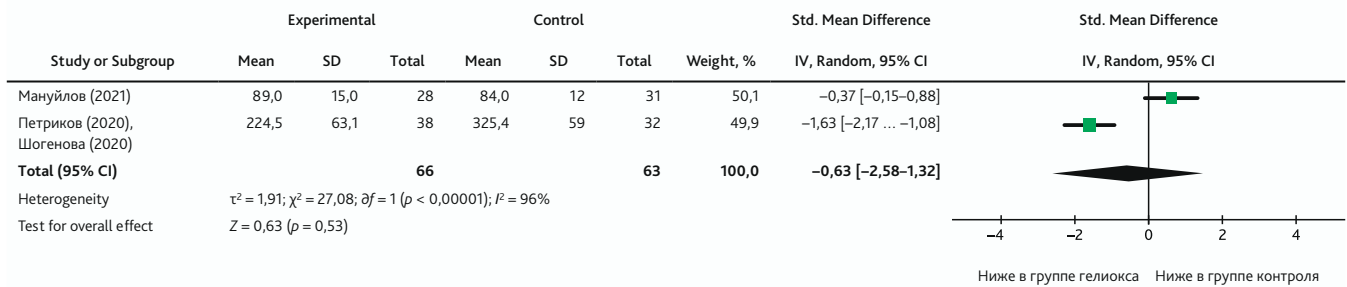 Experimental Control Std. Mean Difference Std. Mean Difference
Study or Subgroup Mean SD Total Mean SD Total Weight, % IV, Random, 95% CI IV, Random, 95% CI
Мануйлов (2021) 89,0 15,0 28 84,0 12 31 50,1 −0,37 [−0,15–0,88]
Петриков (2020), 224,5 63,1 38 325,4 59 32 49,9 −1,63 [−2,17 … −1,08]
Шогенова (2020)
Total (95% CI) 66 63 100,0 −0,63 [−2,58–1,32]
Heterogeneity τ² = 1,91; χ² = 27,08; ∂f = 1 (p < 0,00001); I² = 96%
Test for overall effect Z = 0,63 (p = 0,53)
−4 −2 0 2 4
Ниже в группе гелиокса Ниже в группе контроля